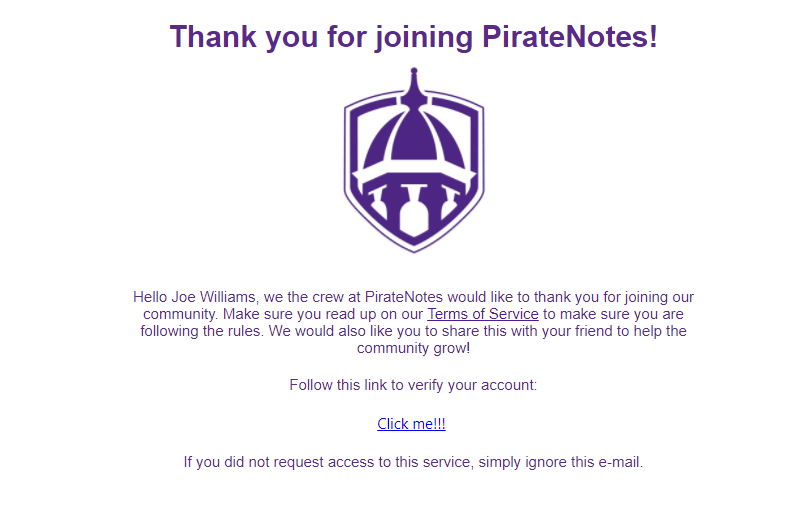 Thank you for joining PirateNotes!
Hello Joe Williams, we the crew at PirateNotes would like to thank you for joining our
community. Make sure you read up on our Terms of Service to make sure you are
following the rules. We would also like you to share this with your friend to help the
community grow!
Follow this link to verify your account:
Click me!!!
If you did not request access to this service, simply ignore this e-mail.